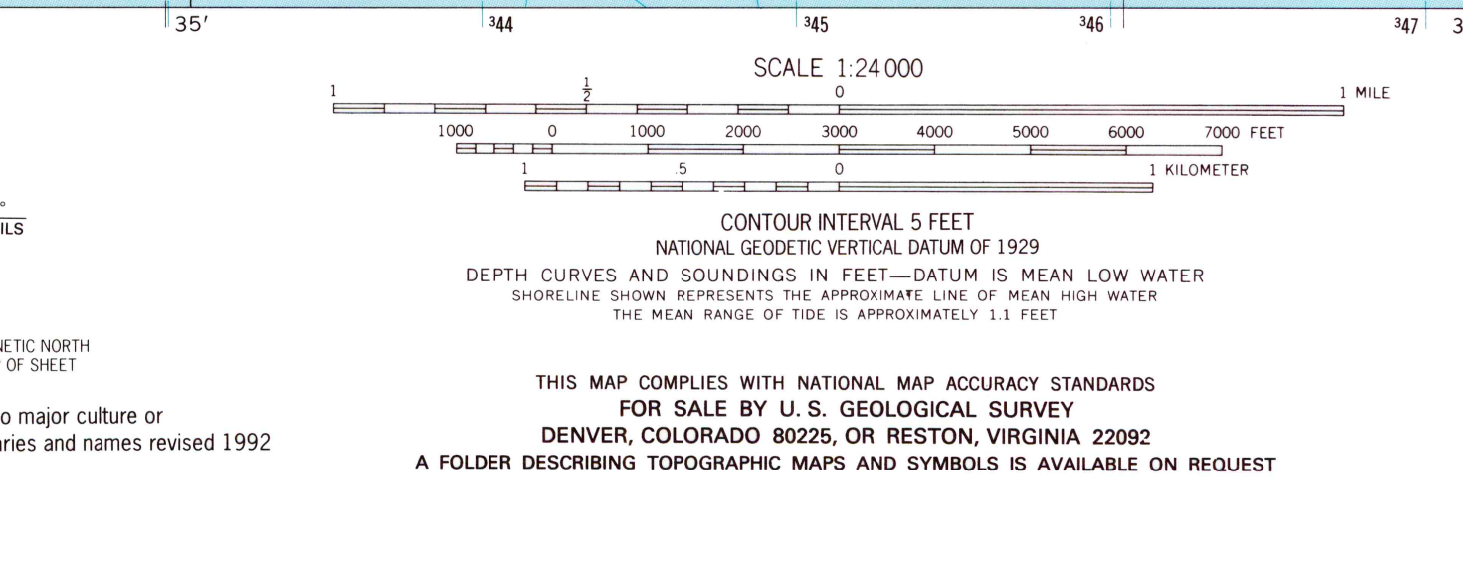 35' ³44 ³45 ³46 ³47 3
SCALE 1:24 000
1 ½ 0 1 MILE
1000 0 1000 2000 3000 4000 5000 6000 7000 FEET
1 .5 0 1 KILOMETER
°
ILS
CONTOUR INTERVAL 5 FEET
NATIONAL GEODETIC VERTICAL DATUM OF 1929
DEPTH CURVES AND SOUNDINGS IN FEET—DATUM IS MEAN LOW WATER
SHORELINE SHOWN REPRESENTS THE APPROXIMATE LINE OF MEAN HIGH WATER
THE MEAN RANGE OF TIDE IS APPROXIMATELY 1.1 FEET
NETIC NORTH
OF SHEET
THIS MAP COMPLIES WITH NATIONAL MAP ACCURACY STANDARDS
FOR SALE BY U. S. GEOLOGICAL SURVEY
DENVER, COLORADO 80225, OR RESTON, VIRGINIA 22092
A FOLDER DESCRIBING TOPOGRAPHIC MAPS AND SYMBOLS IS AVAILABLE ON REQUEST
o major culture or
ries and names revised 1992